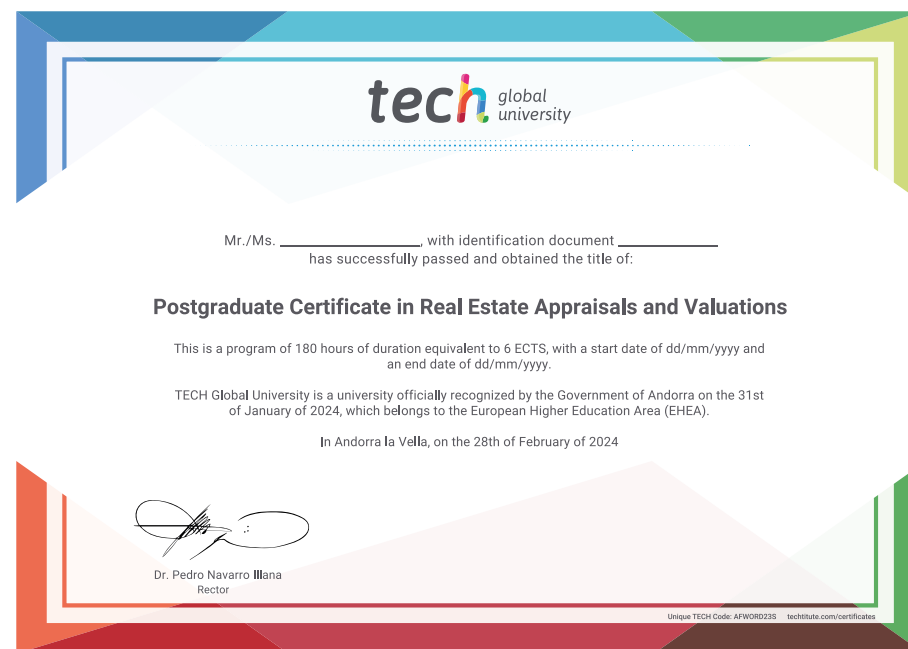 tech global university
Mr./Ms. ____________________, with identification document ______________
has successfully passed and obtained the title of:
Postgraduate Certificate in Real Estate Appraisals and Valuations
This is a program of 180 hours of duration equivalent to 6 ECTS, with a start date of dd/mm/yyyy and
an end date of dd/mm/yyyy.
TECH Global University is a university officially recognized by the Government of Andorra on the 31st
of January of 2024, which belongs to the European Higher Education Area (EHEA).
In Andorra la Vella, on the 28th of February of 2024
Dr. Pedro Navarro Illana
Rector
Unique TECH Code: AFWORD23S techtitute.com/certificates